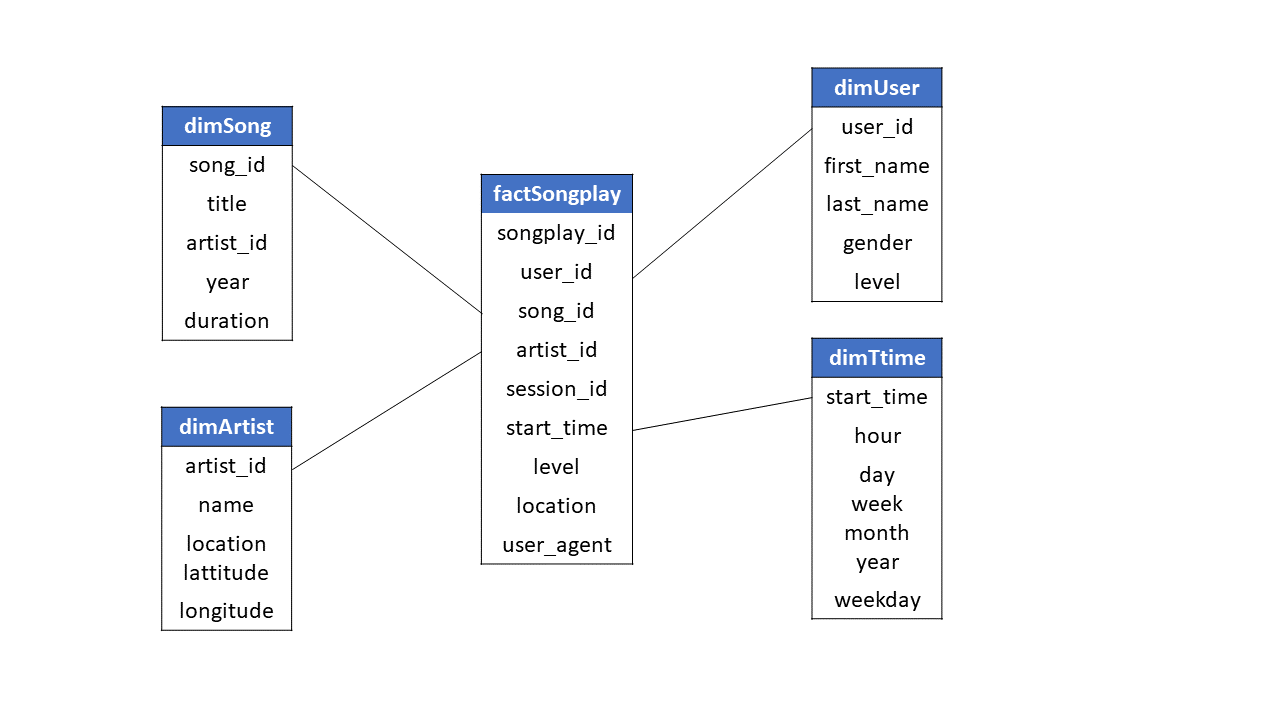 dimSong
song_id
title
artist_id
year
duration
dimArtist
artist_id
name
location
lattitude
longitude
factSongplay
songplay_id
user_id
song_id
artist_id
session_id
start_time
level
location
user_agent
dimUser
user_id
first_name
last_name
gender
level
dimTtime
start_time
hour
day
week
month
year
weekday